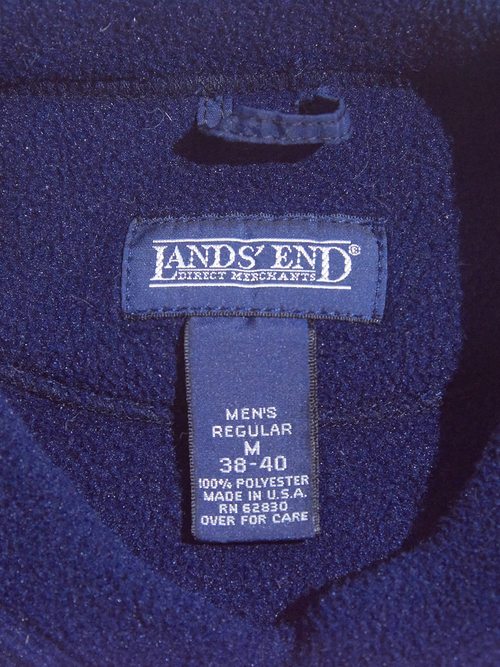 LANDS' END®
DIRECT MERCHANTS
MEN'S
REGULAR
M
38-40
100% POLYESTER
MADE IN U.S.A.
RN 62830
OVER FOR CARE